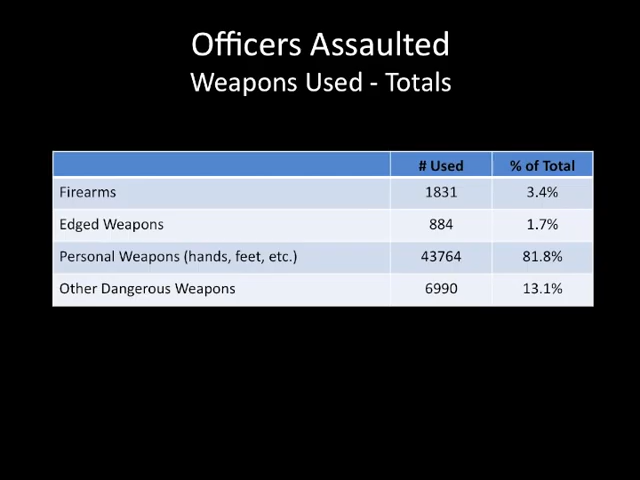 Officers Assaulted
Weapons Used - Totals
# Used % of Total
Firearms 1831 3.4%
Edged Weapons 884 1.7%
Personal Weapons (hands, feet, etc.) 43764 81.8%
Other Dangerous Weapons 6990 13.1%